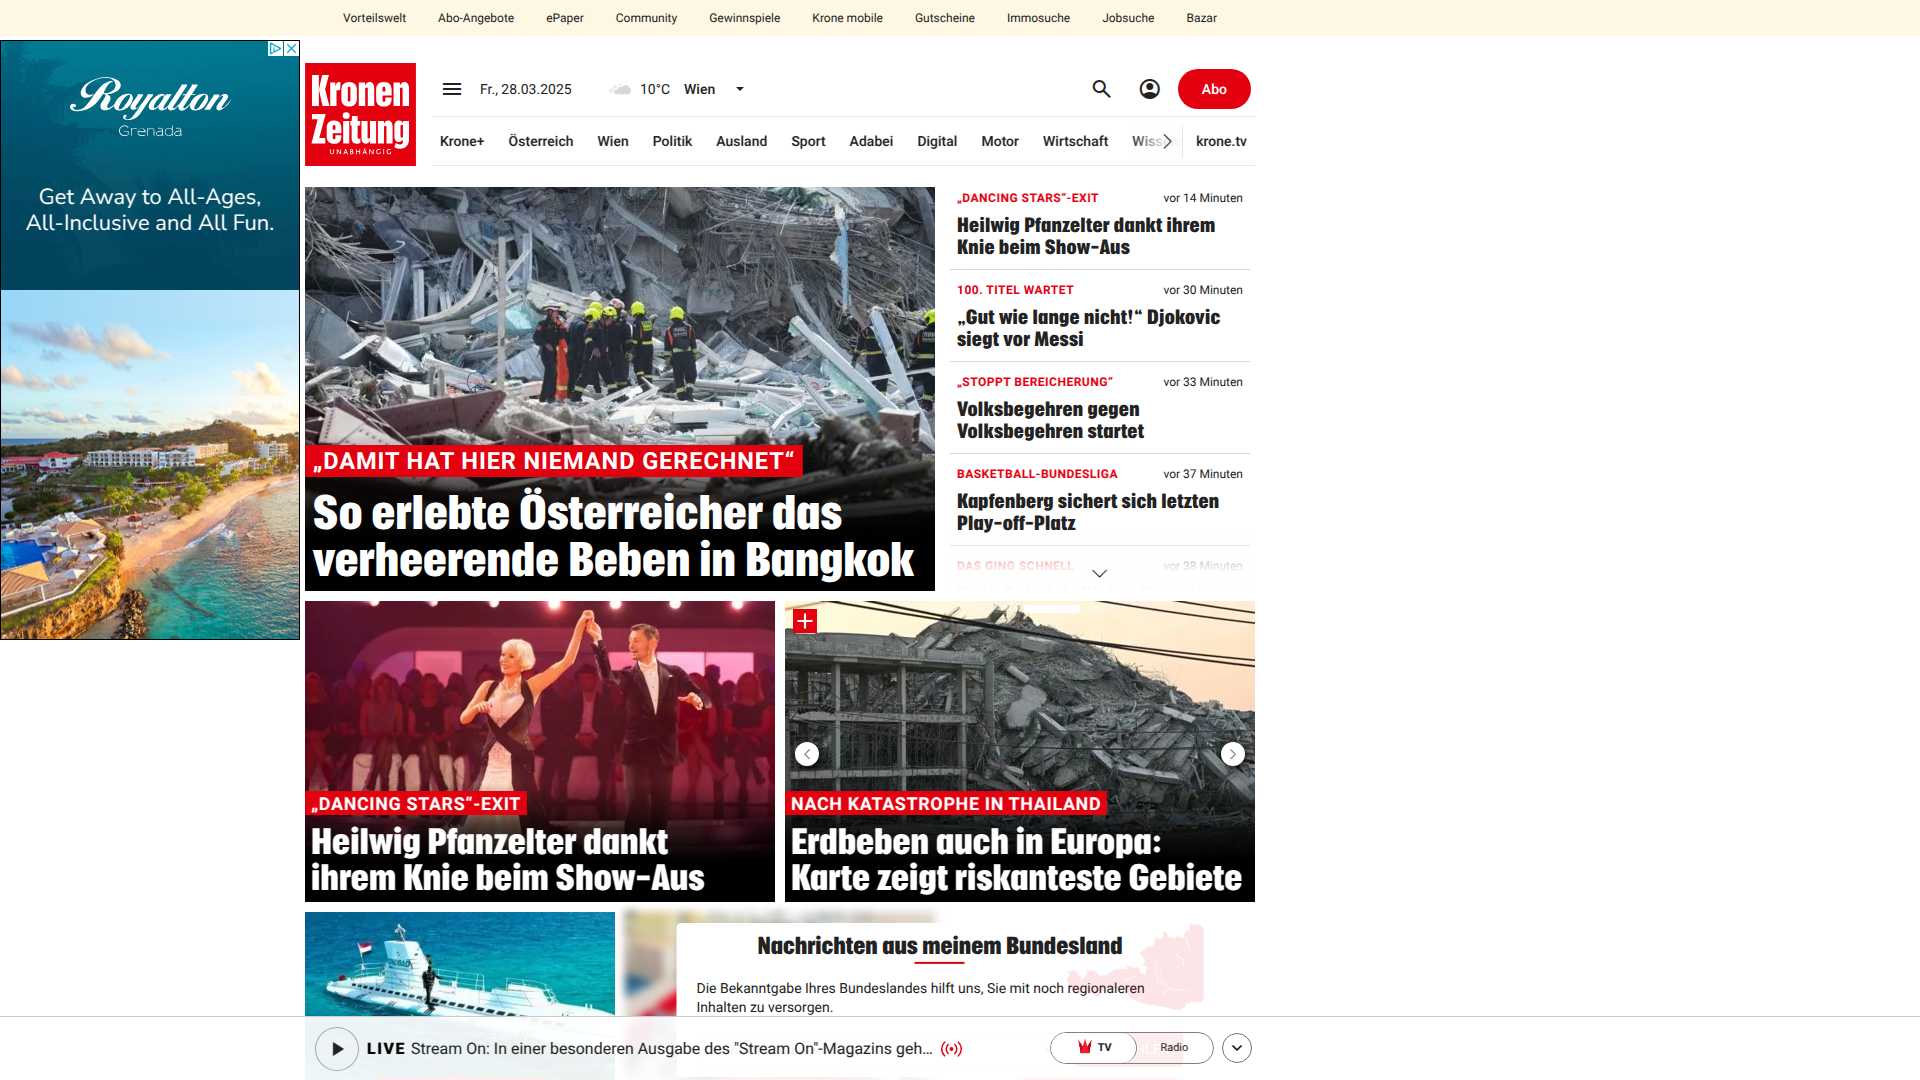 Vorteilswelt Abo-Angebote ePaper Community Gewinnspiele Krone mobile Gutscheine Immosuche Jobsuche Bazar
Royalton
Grenada
Get Away to All-Ages,
All-Inclusive and All Fun.
Kronen
Zeitung
UNABHÄNGIG
Fr., 28.03.2025 10°C Wien
Abo
Krone+ Österreich Wien Politik Ausland Sport Adabei Digital Motor Wirtschaft Wiss krone.tv
„DAMIT HAT HIER NIEMAND GERECHNET“
So erlebte Österreicher das
verheerende Beben in Bangkok
„DANCING STARS“-EXIT vor 14 Minuten
Heilwig Pfanzelter dankt ihrem
Knie beim Show-Aus
100. TITEL WARTET vor 30 Minuten
„Gut wie lange nicht!“ Djokovic
siegt vor Messi
„STOPPT BEREICHERUNG“ vor 33 Minuten
Volksbegehren gegen
Volksbegehren startet
BASKETBALL-BUNDESLIGA vor 37 Minuten
Kapfenberg sichert sich letzten
Play-off-Platz
DAS GING SCHNELL vor 38 Minuten
„DANCING STARS“-EXIT
Heilwig Pfanzelter dankt
ihrem Knie beim Show-Aus
NACH KATASTROPHE IN THAILAND
Erdbeben auch in Europa:
Karte zeigt riskanteste Gebiete
Nachrichten aus meinem Bundesland
Die Bekanntgabe Ihres Bundeslandes hilft uns, Sie mit noch regionaleren
Inhalten zu versorgen.
LIVE Stream On: In einer besonderen Ausgabe des "Stream On"-Magazins geh...
TV Radio